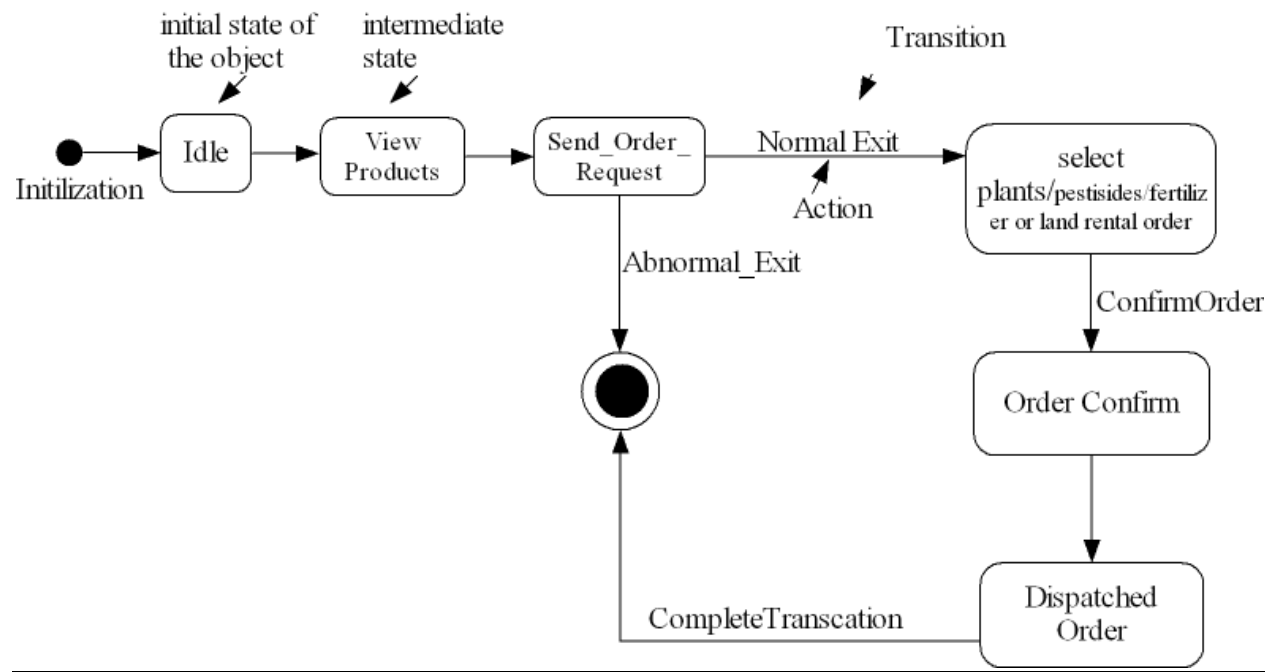 initial state of
the object
intermediate
state
Transition
Idle
View
Products
Send_Order_
Request
Normal Exit
select
plants/pestisides/fertiliz
er or land rental order
Initilization
Action
Abnormal_Exit
ConfirmOrder
Order Confirm
CompleteTranscation
Dispatched
Order